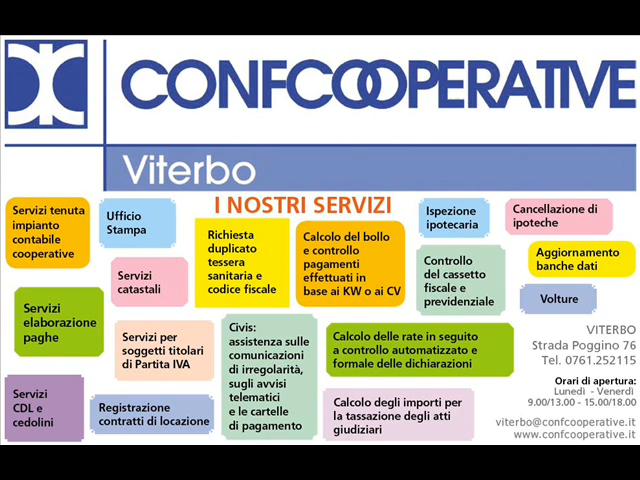 CONFCOOPERATIVE
Viterbo
I NOSTRI SERVIZI
Servizi tenuta
impianto
contabile
cooperative
Ufficio
Stampa
Richiesta
duplicato
tessera
sanitaria e
codice fiscale
Calcolo del bollo
e controllo
pagamenti
effettuati in
base ai KW o ai CV
Ispezione
ipotecaria
Cancellazione di
ipoteche
Servizi
catastali
Controllo
del cassetto
fiscale e
previdenziale
Aggiornamento
banche dati
Volture
Servizi
elaborazione
paghe
Servizi per
soggetti titolari
di Partita IVA
Civis:
assistenza sulle
comunicazioni
di irregolarità,
sugli avvisi
telematici
e le cartelle
di pagamento
Calcolo delle rate in seguito
a controllo automatizzato e
formale delle dichiarazioni
Servizi
CDL e
cedolini
Registrazione
contratti di locazione
Calcolo degli importi per
la tassazione degli atti
giudiziari
VITERBO
Strada Poggino 76
Tel. 0761.252115
Orari di apertura:
Lunedì - Venerdì
9.00/13.00 - 15.00/18.00
viterbo@confcooperative.it
www.confcooperative.it